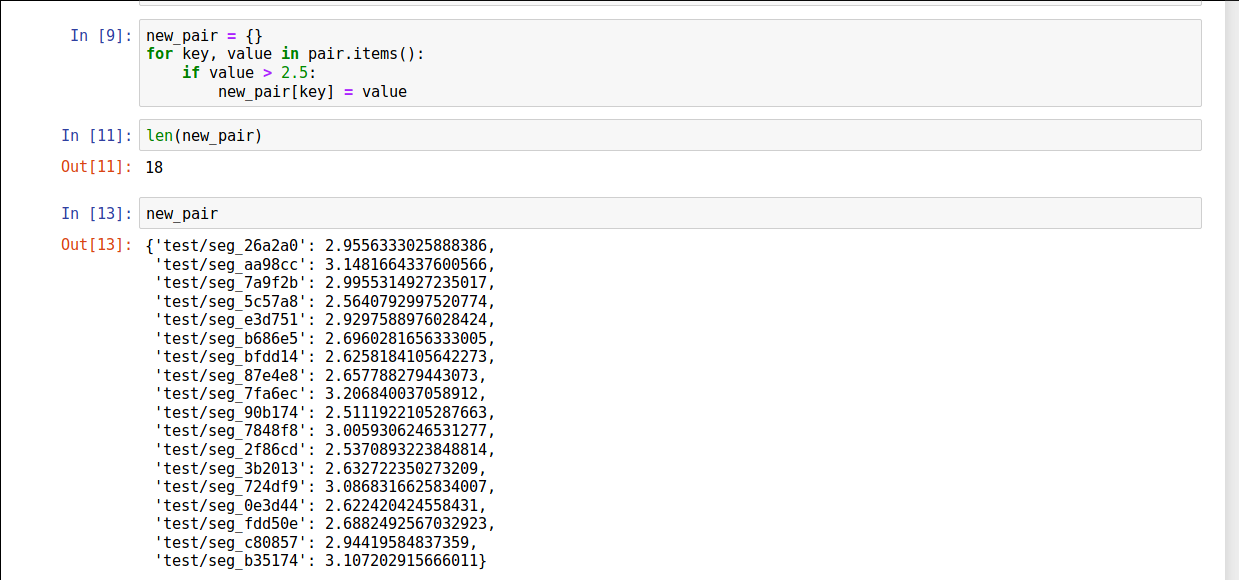 In [9]: new_pair = {}
for key, value in pair.items():
    if value > 2.5:
        new_pair[key] = value
In [11]: len(new_pair)
Out[11]: 18
In [13]: new_pair
Out[13]: {'test/seg_26a2a0': 2.9556333025888386,
'test/seg_aa98cc': 3.1481664337600566,
'test/seg_7a9f2b': 2.9955314927235017,
'test/seg_5c57a8': 2.5640792997520774,
'test/seg_e3d751': 2.9297588976028424,
'test/seg_b686e5': 2.6960281656333005,
'test/seg_bfdd14': 2.6258184105642273,
'test/seg_87e4e8': 2.657788279443073,
'test/seg_7fa6ec': 3.206840037058912,
'test/seg_90b174': 2.5111922105287663,
'test/seg_7848f8': 3.0059306246531277,
'test/seg_2f86cd': 2.5370893223848814,
'test/seg_3b2013': 2.632722350273209,
'test/seg_724df9': 3.0868316625834007,
'test/seg_0e3d44': 2.622420424558431,
'test/seg_fdd50e': 2.6882492567032923,
'test/seg_c80857': 2.94419584837359,
'test/seg_b35174': 3.107202915666011}